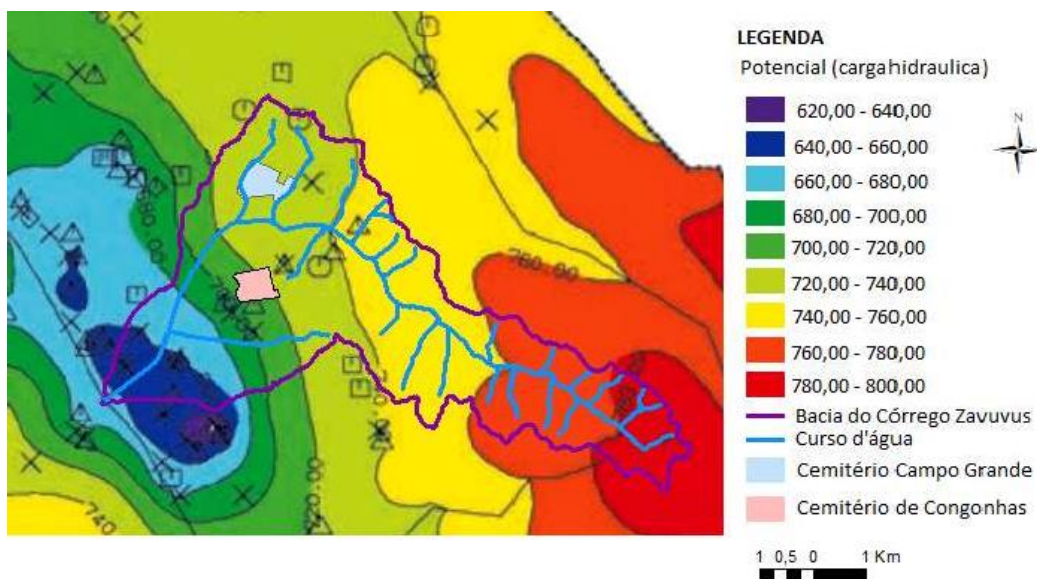 LEGENDA
Potencial (cargahidraulica)
620,00 - 640,00
640,00 - 660,00
660,00 - 680,00
680,00 - 700,00
700,00 - 720,00
720,00 - 740,00
740,00 - 760,00
760,00 - 780,00
780,00 - 800,00
Bacia do Córrego Zavuvus
Curso d'água
Cemitério Campo Grande
Cemitério de Congonhas
1 0,5 0 1 Km
N
760.00
740